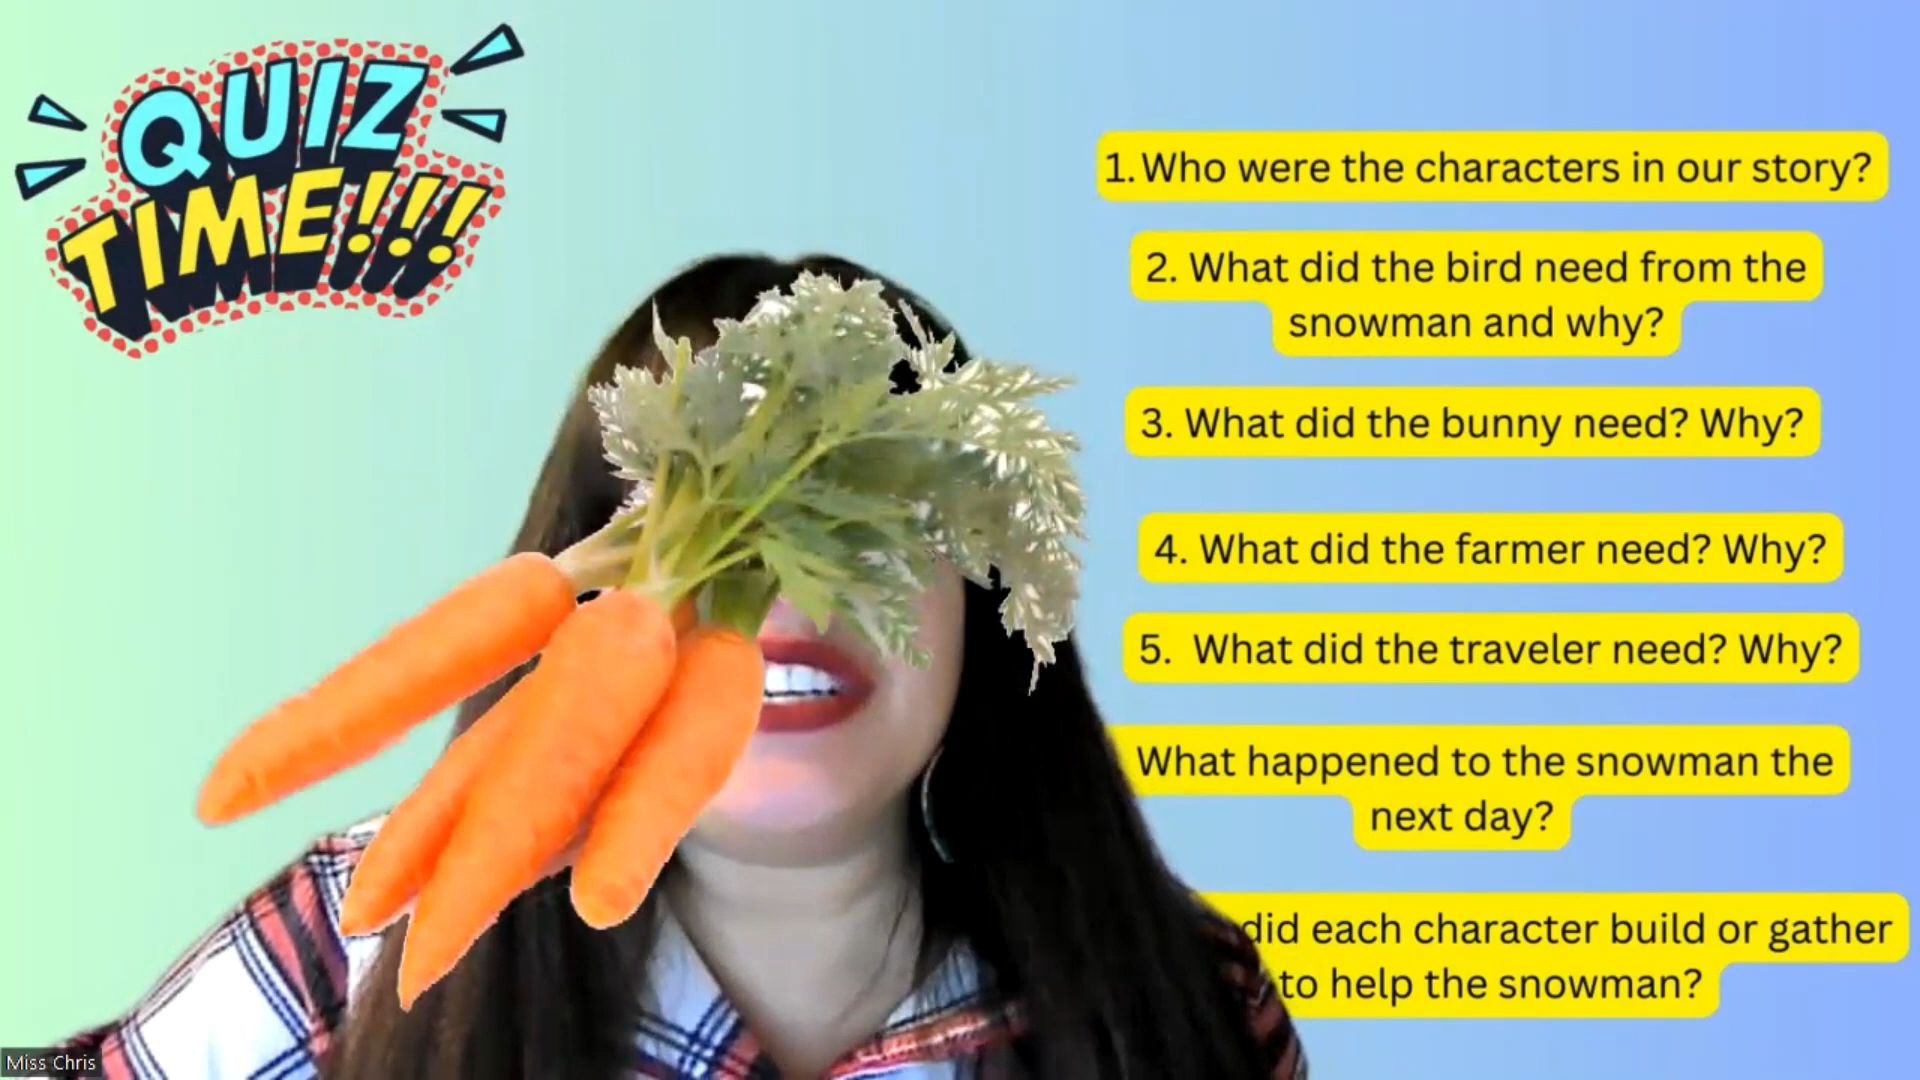 QUIZ
TIME!!!
1. Who were the characters in our story?
2. What did the bird need from the
snowman and why?
3. What did the bunny need? Why?
4. What did the farmer need? Why?
5. What did the traveler need? Why?
What happened to the snowman the
next day?
did each character build or gather
to help the snowman?
Miss Chris